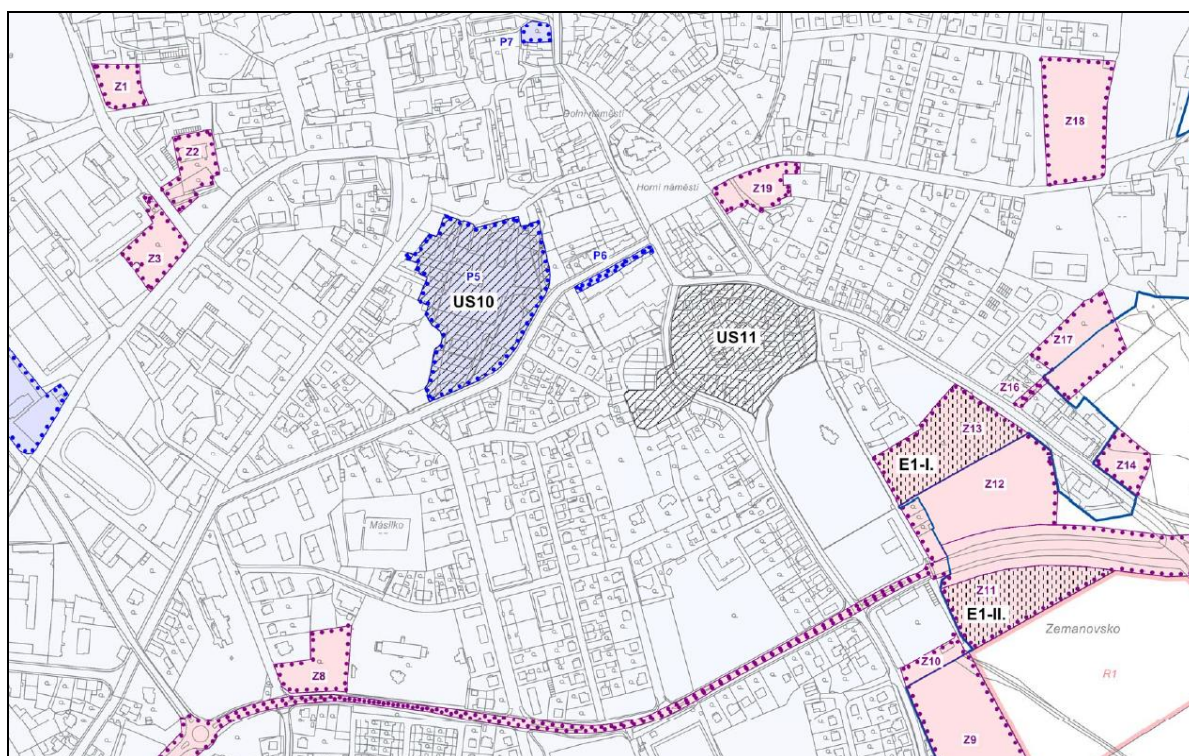 P7
Z1
Dolní náměstí
Z18
Z2
Horní náměstí
Z19
Z3
P5
US10
P6
US11
Z17
Z16
Z13
E1-I.
Z14
Z12
Másilko
Z11
E1-II.
Zemanovsko
Z10
Z8
R1
Z9